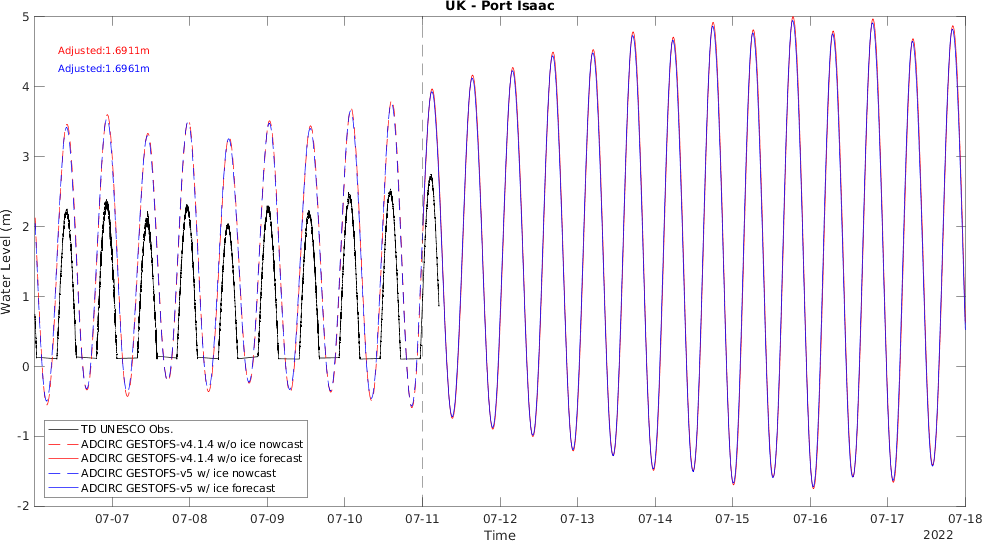 UK - Port Isaac
Adjusted:1.6911m
Adjusted:1.6961m
Water Level (m)
5
4
3
2
1
0
-1
-2
TD UNESCO Obs.
ADCIRC GESTOFS-v4.1.4 w/o ice nowcast
ADCIRC GESTOFS-v4.1.4 w/o ice forecast
ADCIRC GESTOFS-v5 w/ ice nowcast
ADCIRC GESTOFS-v5 w/ ice forecast
07-07 07-08 07-09 07-10 07-11 07-12 07-13 07-14 07-15 07-16 07-17 07-18
Time
2022